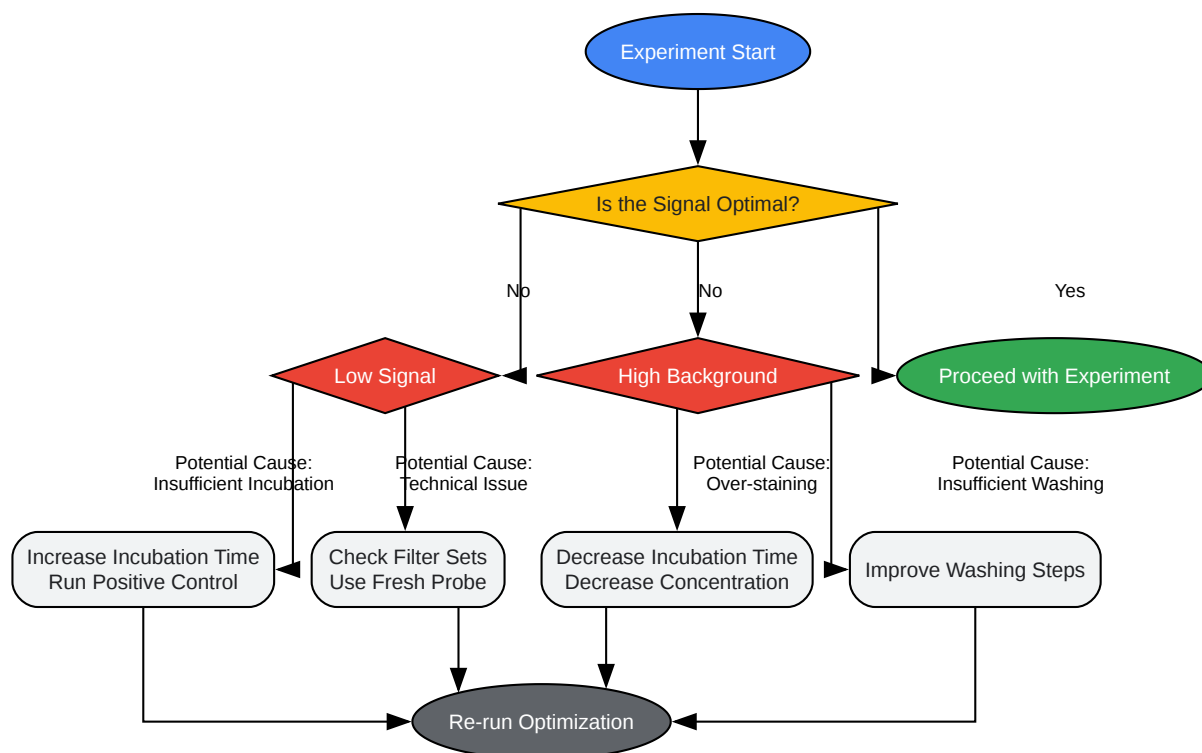 Experiment Start
Is the Signal Optimal?
No
No
Yes
Low Signal
High Background
Proceed with Experiment
Potential Cause:
Insufficient Incubation
Potential Cause:
Technical Issue
Potential Cause:
Over-staining
Potential Cause:
Insufficient Washing
Increase Incubation Time
Run Positive Control
Check Filter Sets
Use Fresh Probe
Decrease Incubation Time
Decrease Concentration
Improve Washing Steps
Re-run Optimization